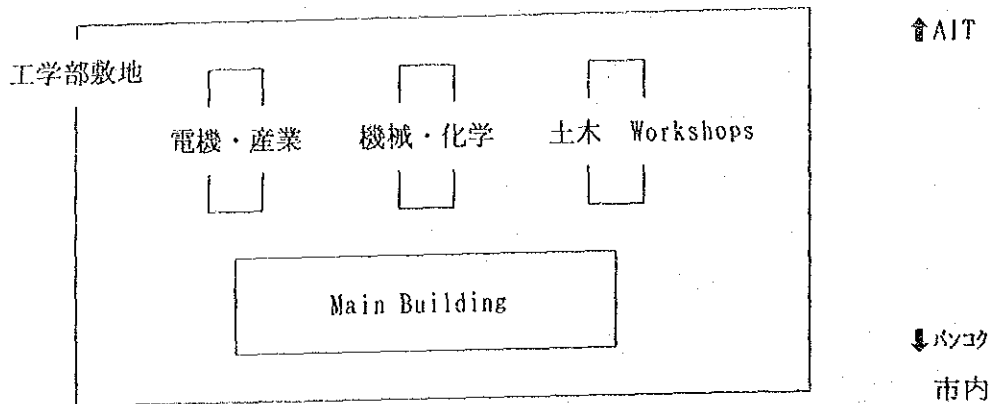 ⇧AIT
工学部敷地
電機・産業 機械・化学 土木 Workshops
Main Building
⬇バンコク
市内